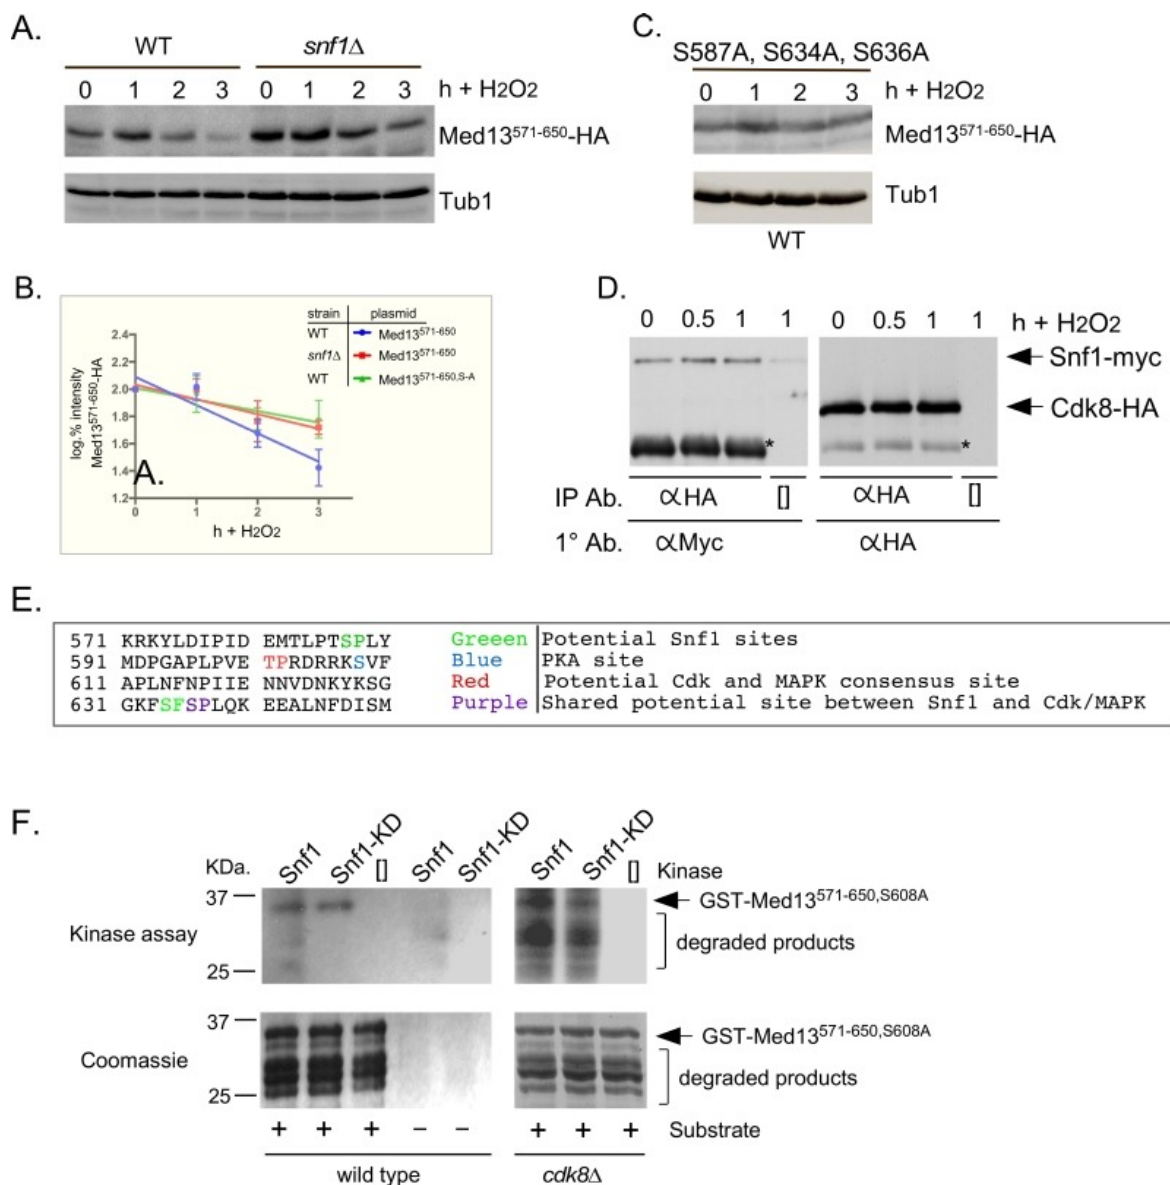 A.
WT snf1Δ
0 1 2 3 0 1 2 3 h + H2O2
Med13571-650-HA
Tub1
C.
S587A, S634A, S636A
0 1 2 3 h + H2O2
Med13571-650-HA
Tub1
WT
B.
strain plasmid
WT Med13571-650
snf1Δ Med13571-650
WT Med13571-650,S-A
log.% intensity
Med13571-650-HA
2.4
2.2
2.0
1.8
1.6
1.4
1.2
A.
0 1 2 3
h + H2O2
D.
0 0.5 1 1 0 0.5 1 1 h + H2O2
Snf1-myc
Cdk8-HA
* *
IP Ab. αHA [] αHA []
1° Ab. αMyc αHA
E.
571 KRKYLDIPID EMTLPTSPLY Greeen Potential Snf1 sites
591 MDPGAPLPVE TPRDRRKSVF Blue PKA site
611 APLNFNPIIE NNVDNKYKSG Red Potential Cdk and MAPK consensus site
631 GKFSFSPLQK EEALNFDISM Purple Shared potential site between Snf1 and Cdk/MAPK
F.
KDa. Snf1 Snf1-KD [] Snf1 Snf1-KD Snf1 Snf1-KD [] Kinase
37 GST-Med13571-650,S608A
Kinase assay degraded products
25
37 GST-Med13571-650,S608A
Coomassie degraded products
25
+ + + − − + + + Substrate
wild type cdk8Δ